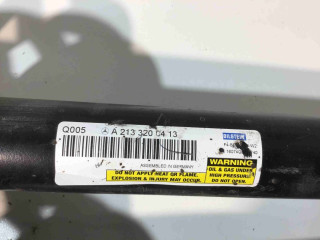 Q005 A 213 320 04 13
BILSTEIN
ASSEMBLED IN GERMANY
DO NOT APPLY HEAT OR FLAME.
EXPLOSION & INJURY MAY OCCUR.
WARNING
OIL & GAS UNDER
HIGH PRESSURE
DO NOT OPEN.